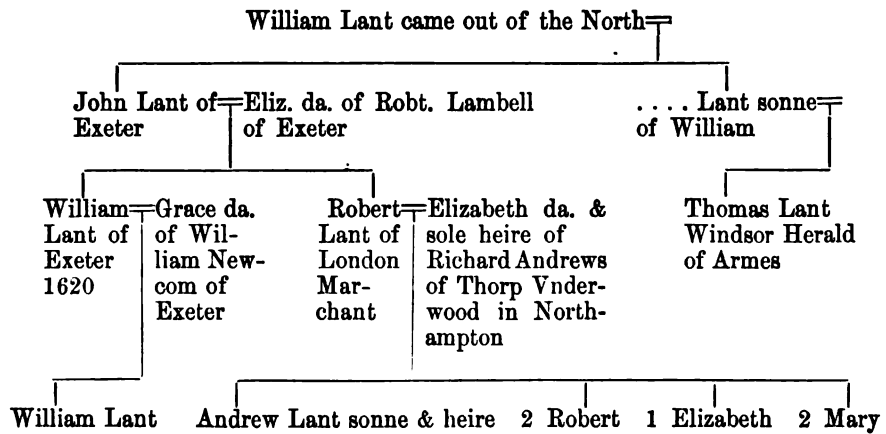 William Lant came out of the North
John Lant of
Exeter
Eliz. da. of Robt. Lambell
of Exeter
. . . . Lant sonne
of William
William
Lant of
Exeter
1620
Grace da.
of Wil-
liam New-
com of
Exeter
Robert
Lant of
London
Mar-
chant
Elizabeth da. &
sole heire of
Richard Andrews
of Thorp Vnder-
wood in North-
ampton
Thomas Lant
Windsor Herald
of Armes
William Lant
Andrew Lant sonne & heire
2 Robert
1 Elizabeth
2 Mary